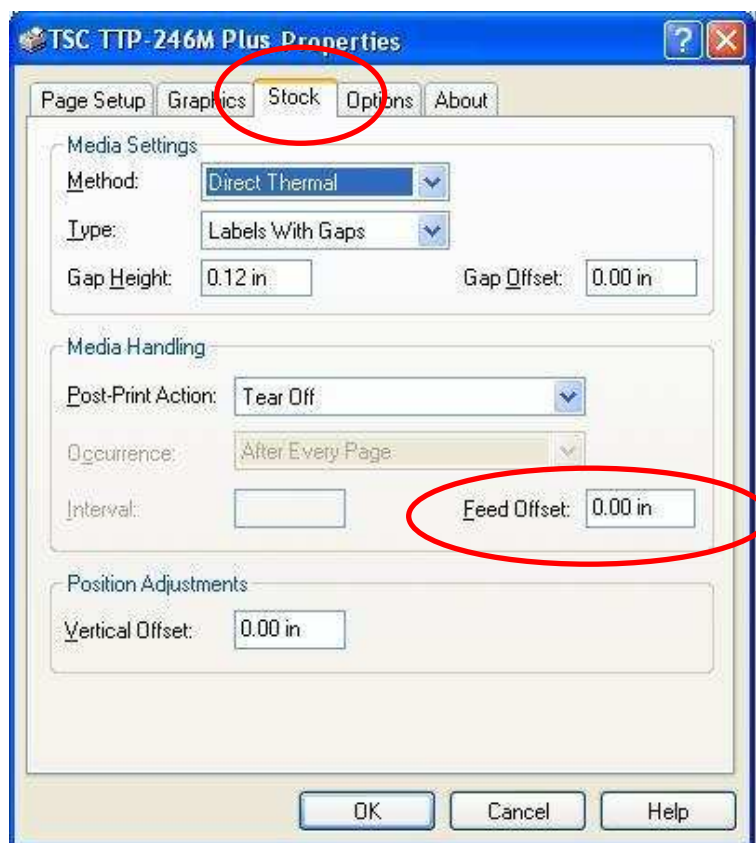 TSC TTP-246M Plus Properties
Page Setup Graphics Stock Options About
Media Settings
Method: Direct Thermal
Type: Labels With Gaps
Gap Height: 0.12 in Gap Offset: 0.00 in
Media Handling
Post-Print Action: Tear Off
Occurrence: After Every Page
Interval: Feed Offset: 0.00 in
Position Adjustments
Vertical Offset: 0.00 in
OK Cancel Help